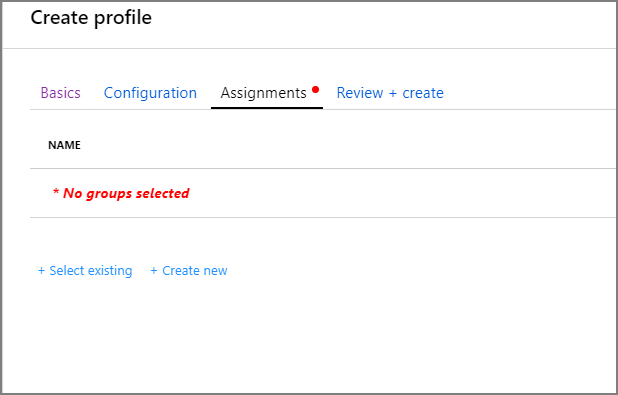 Create profile
Basics Configuration Assignments Review + create
NAME
* No groups selected
+ Select existing + Create new